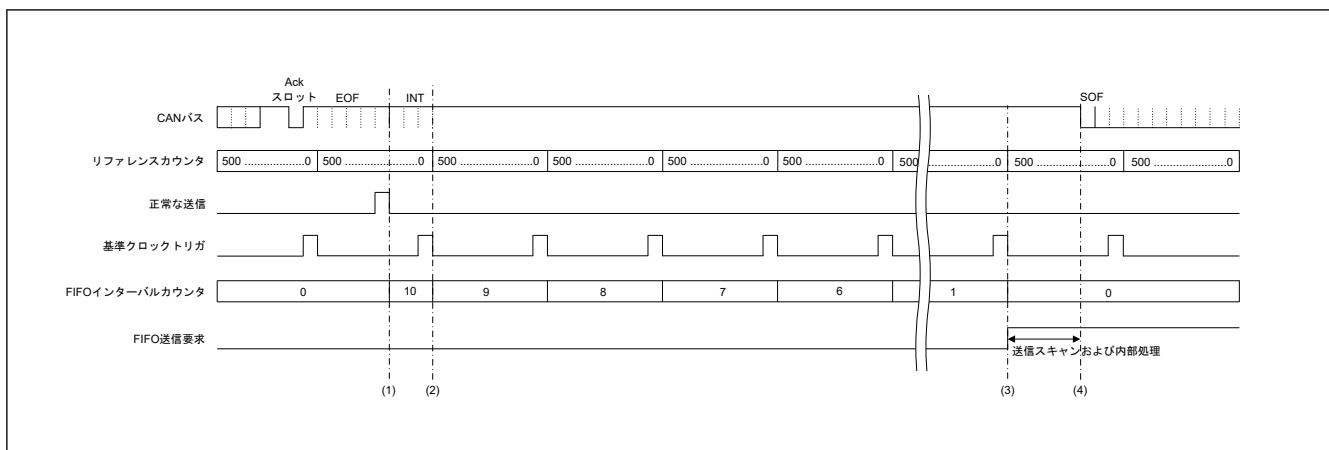 Ack
スロット EOF INT SOF
CANバス
リファレンスカウンタ 500 ..................0 500 ......................0 500 ......................0 500 ......................0 500 ......................0 500 ......................0 500 ......................0 500 ......................0 500 ......................0
正常な送信
基準クロックトリガ
FIFOインターバルカウンタ 0 10 9 8 7 6 1 0
FIFO送信要求
送信スキャンおよび内部処理
(1) (2) (3) (4)